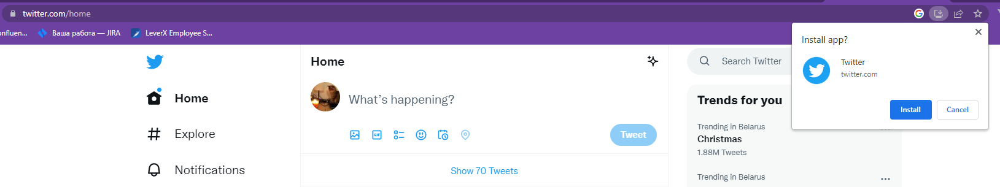 twitter.com/home
onfluen...
Ваша работа — JIRA
LeverX Employee S...
Install app?
Twitter
twitter.com
Install
Cancel
Home
Explore
Notifications
Home
What's happening?
GIF
Tweet
Show 70 Tweets
Search Twitter
Trends for you
Trending in Belarus
Christmas
1.88M Tweets
Trending in Belarus